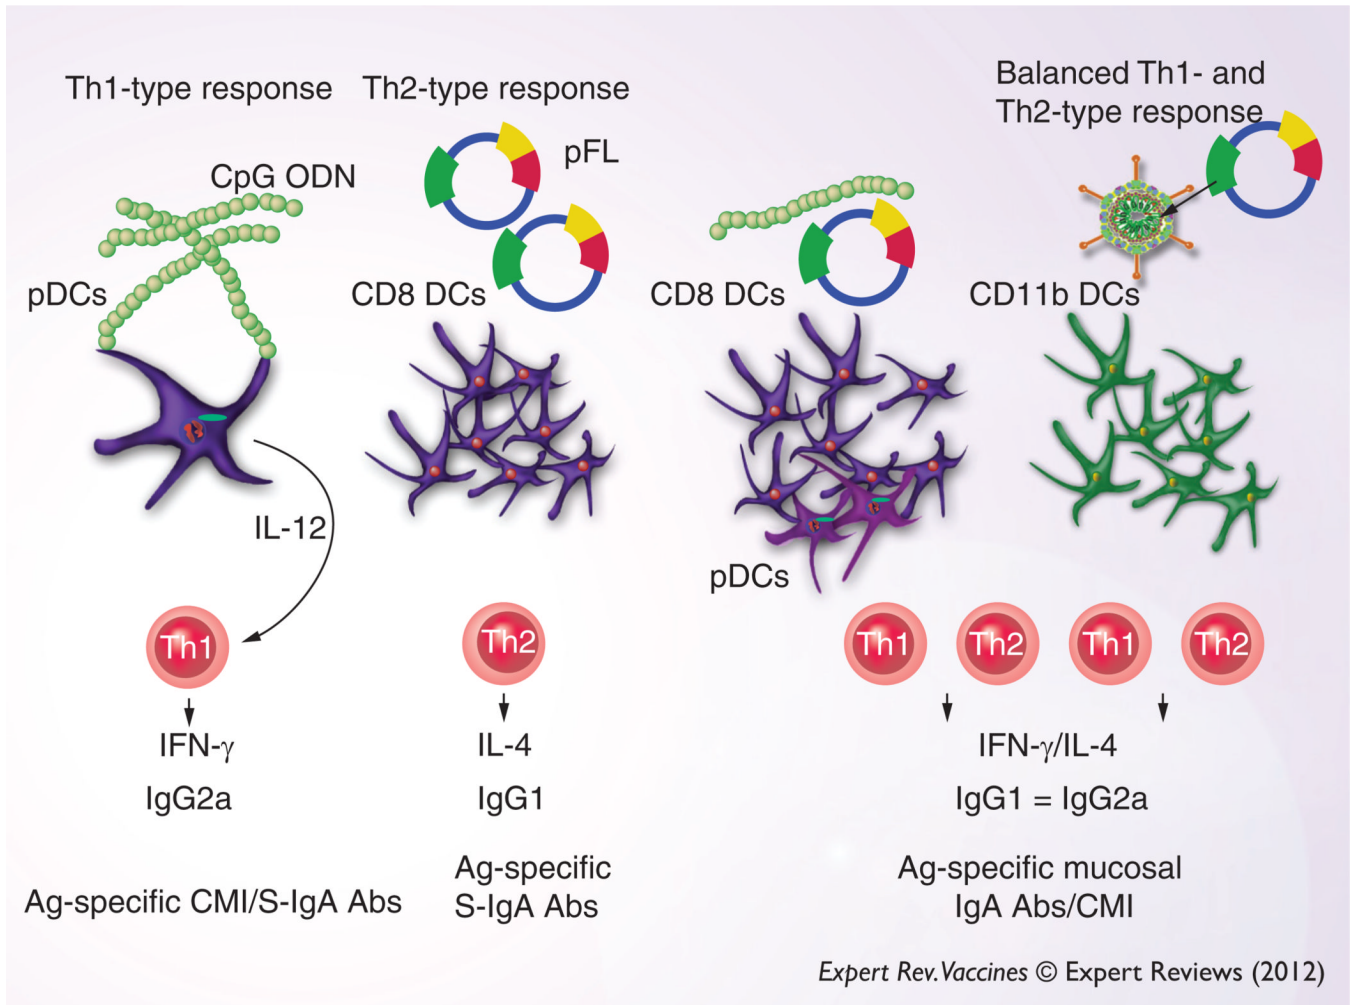 Th1-type response
Th2-type response
Balanced Th1- and
Th2-type response
CpG ODN
pFL
pDCs
CD8 DCs
CD8 DCs
CD11b DCs
IL-12
pDCs
Th1
Th2
Th1
Th2
Th1
Th2
IFN-γ
IL-4
IFN-γ/IL-4
IgG2a
IgG1
IgG1 = IgG2a
Ag-specific CMI/S-IgA Abs
Ag-specific
S-IgA Abs
Ag-specific mucosal
IgA Abs/CMI
Expert Rev. Vaccines © Expert Reviews (2012)